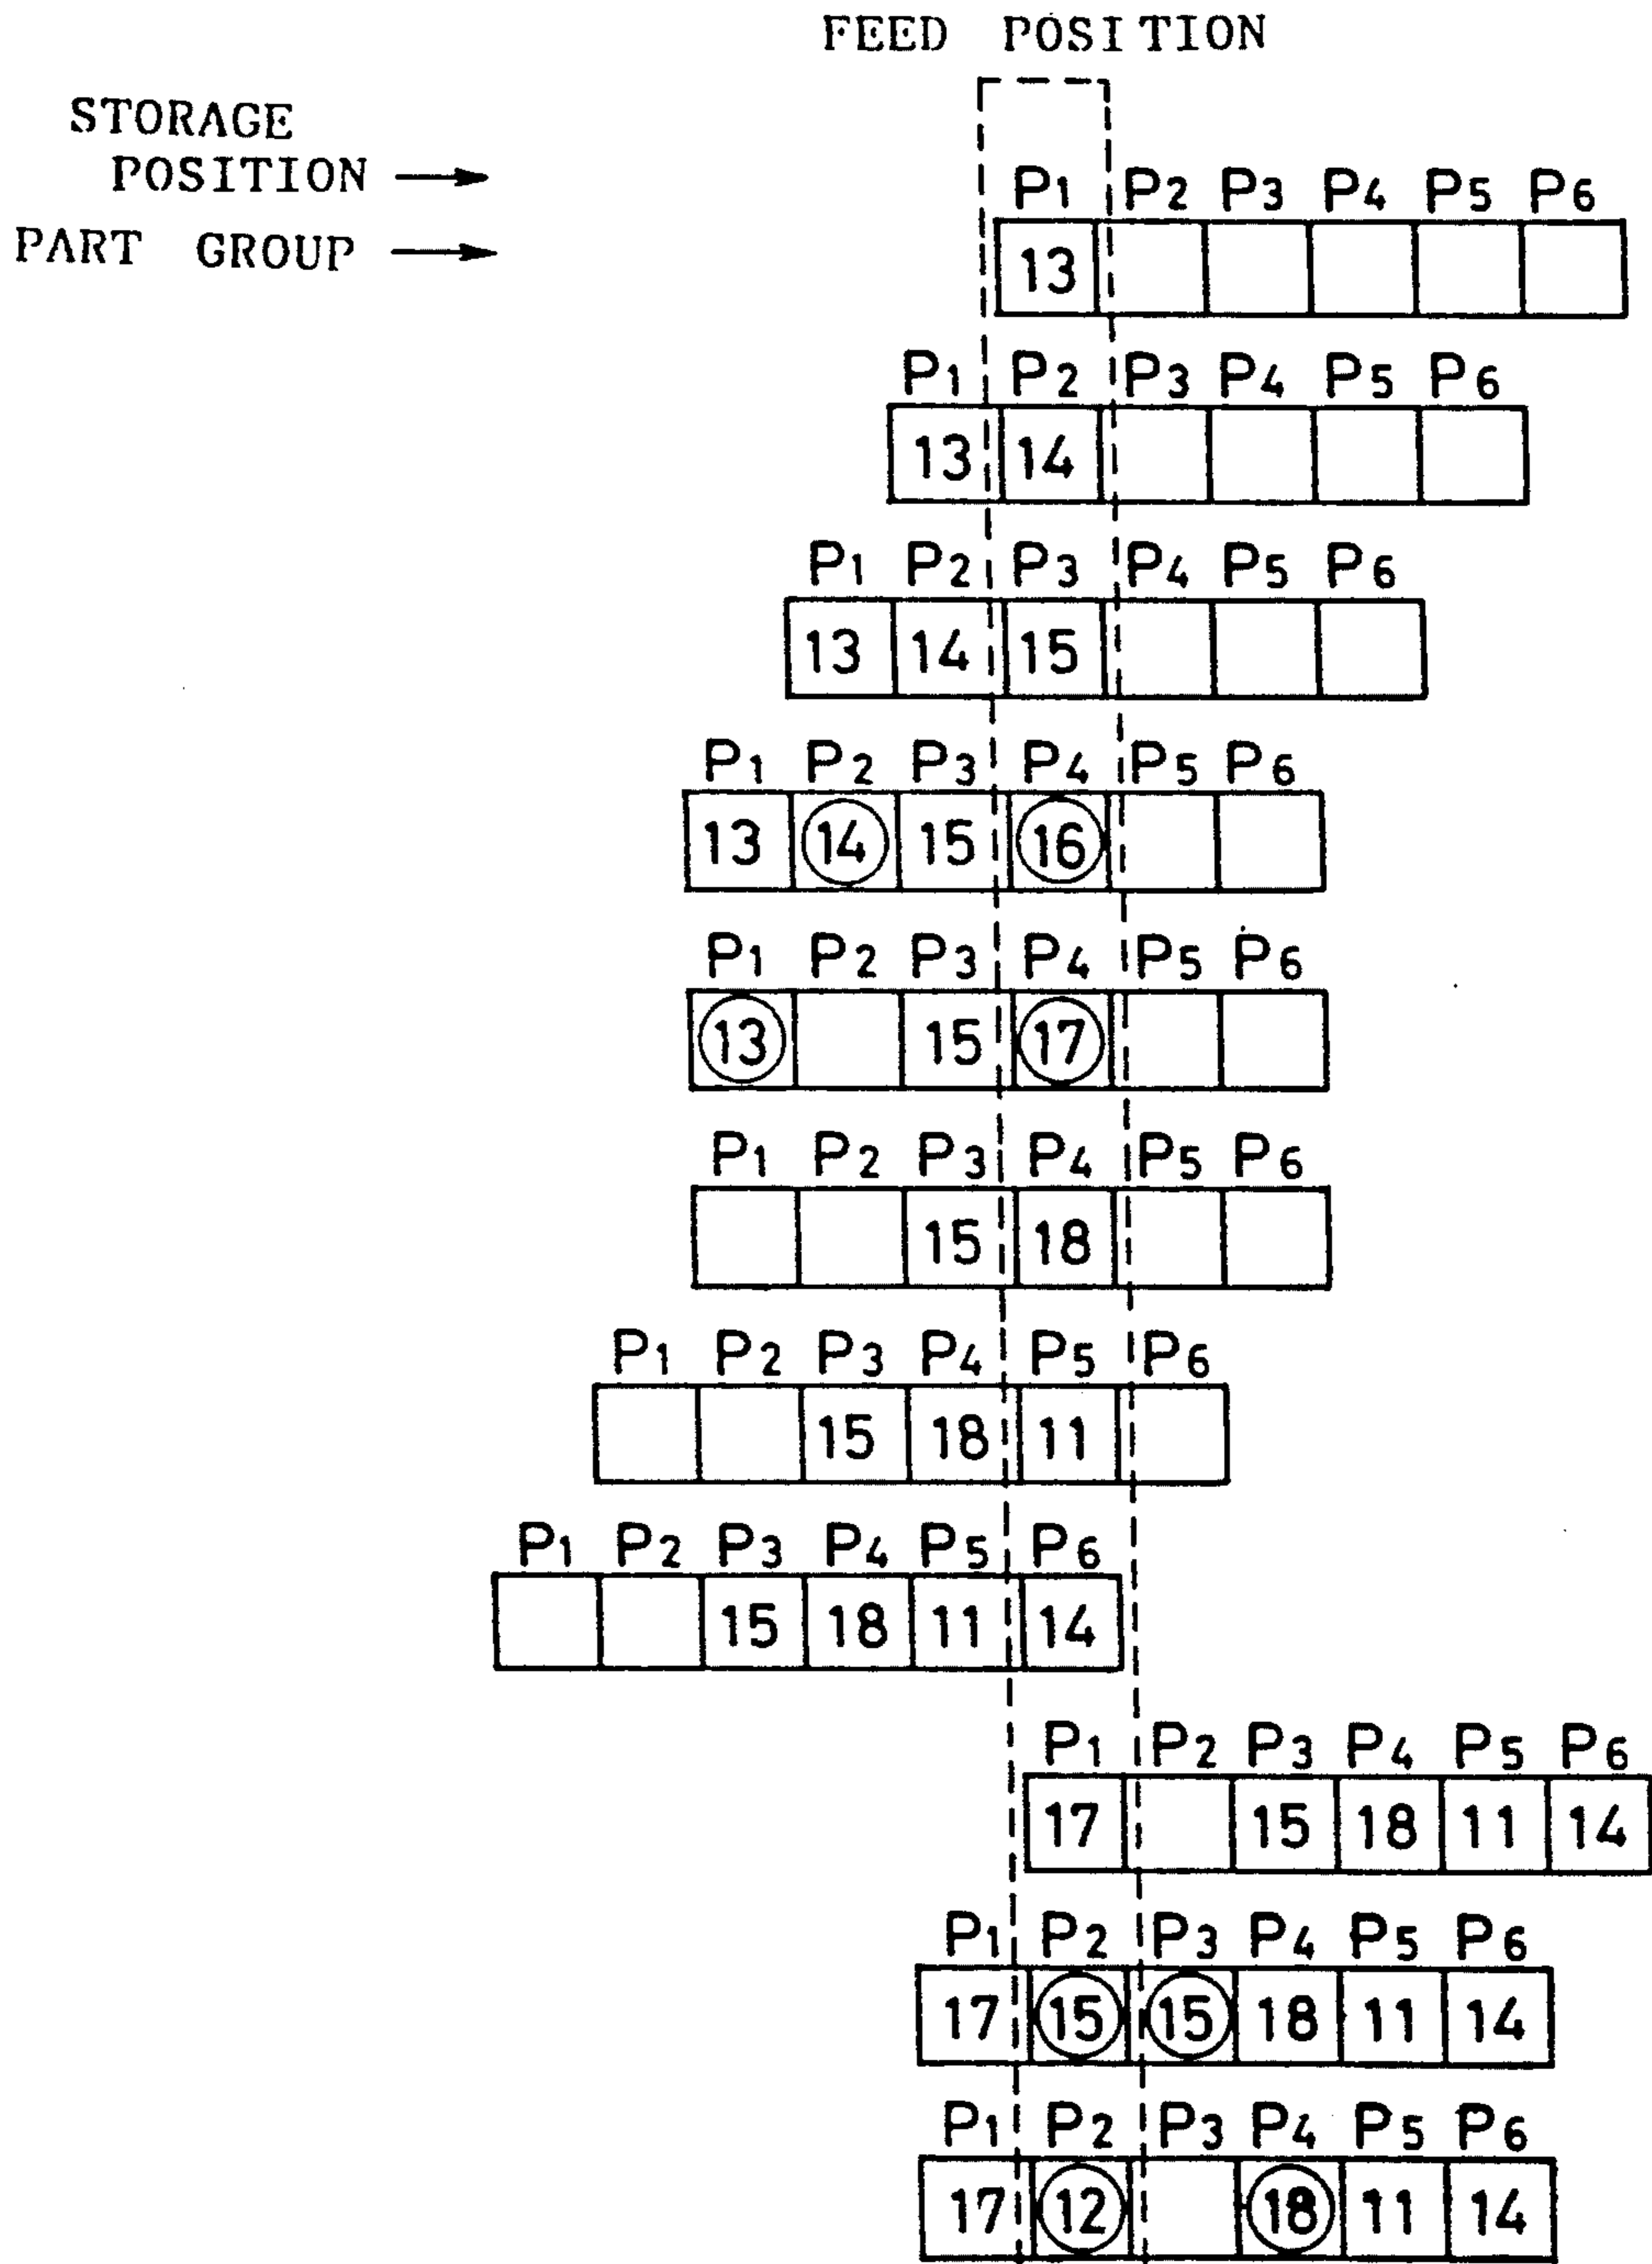 FEED POSITION
STORAGE
POSITION →
PART GROUP →
P1 P2 P3 P4 P5 P6
13
P1 P2 P3 P4 P5 P6
13 14
P1 P2 P3 P4 P5 P6
13 14 15
P1 P2 P3 P4 P5 P6
13 14 15 16
P1 P2 P3 P4 P5 P6
13 15 17
P1 P2 P3 P4 P5 P6
15 18
P1 P2 P3 P4 P5 P6
15 18 11
P1 P2 P3 P4 P5 P6
15 18 11 14
P1 P2 P3 P4 P5 P6
17 15 18 11 14
P1 P2 P3 P4 P5 P6
17 15 15 18 11 14
P1 P2 P3 P4 P5 P6
17 12 18 11 14